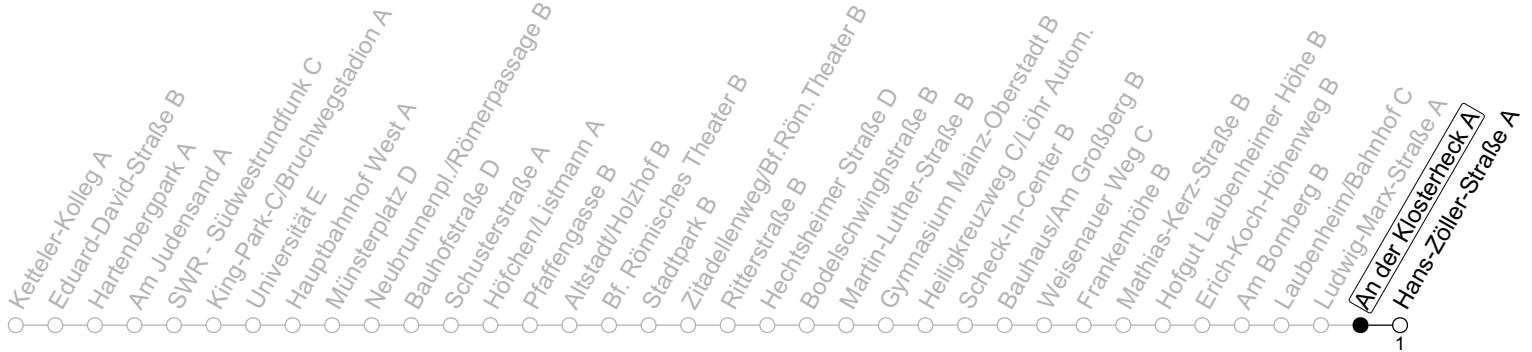 Ketteler-Kolleg A
Eduard-David-Straße B
Hartenbergpark A
Am Judensand A
SWR - Südwestrundfunk C
King-Park-C/Bruchwegstadion A
Universität E
Hauptbahnhof West A
Münsterplatz D
Neubrunnenpl./Römerpassage B
Bauhofstraße D
Schusterstraße A
Höfchen/Listmann A
Pfaffengasse B
Altstadt/Holzhof B
Bf. Römisches Theater B
Stadtpark B
Zitadellenweg/Bf.Röm.Theater B
Ritterstraße B
Hechtsheimer Straße D
Bodelschwinghstraße B
Martin-Luther-Straße B
Gymnasium Mainz-Oberstadt B
Heiligkreuzweg C/Löhr Autom.
Scheck-In-Center B
Bauhaus/Am Großberg B
Weisenauer Weg C
Frankenhöhe B
Mathias-Kerz-Straße B
Hofgut Laubenheimer Höhe B
Erich-Koch-Höhenweg B
Am Bornberg B
Laubenheim/Bahnhof C
Ludwig-Marx-Straße A
An der Klosterheck A
Hans-Zöller-Straße A
1